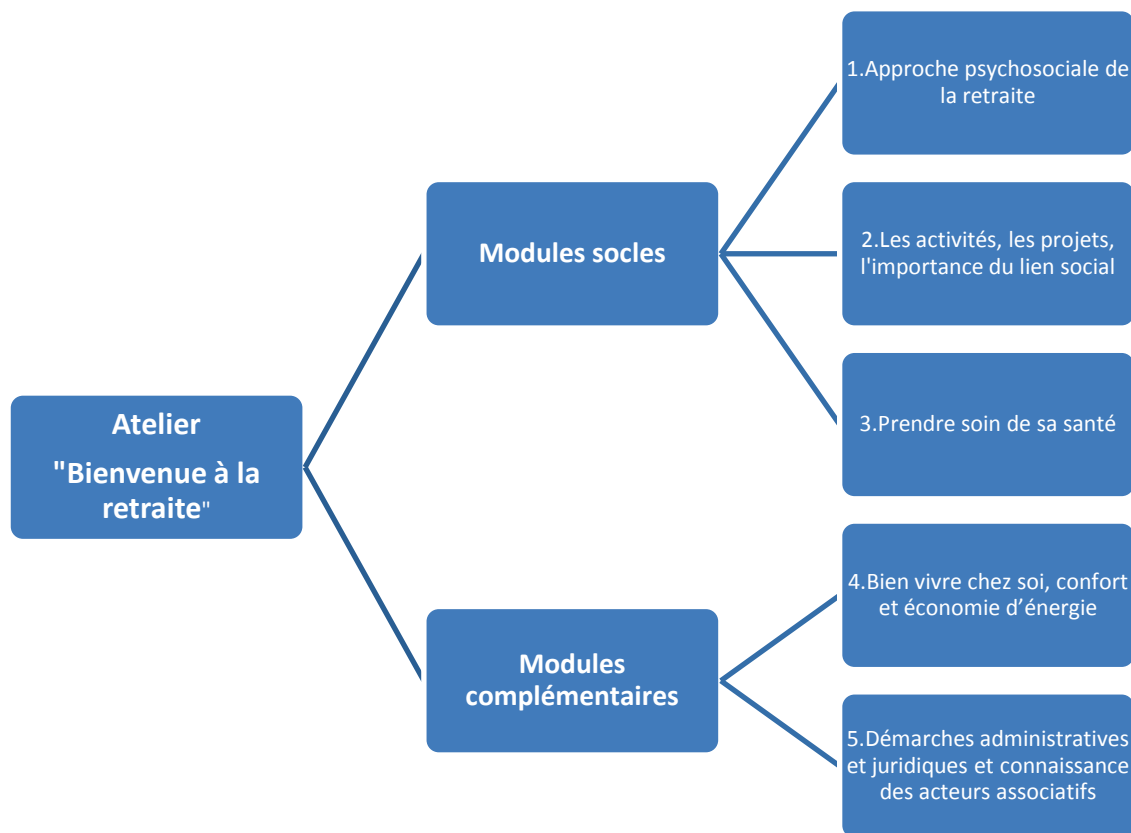 Atelier
"Bienvenue à la
retraite"
Modules socles
1.Approche psychosociale de
la retraite
2.Les activités, les projets,
l'importance du lien social
3.Prendre soin de sa santé
Modules
complémentaires
4.Bien vivre chez soi, confort
et économie d’énergie
5.Démarches administratives
et juridiques et connaissance
des acteurs associatifs